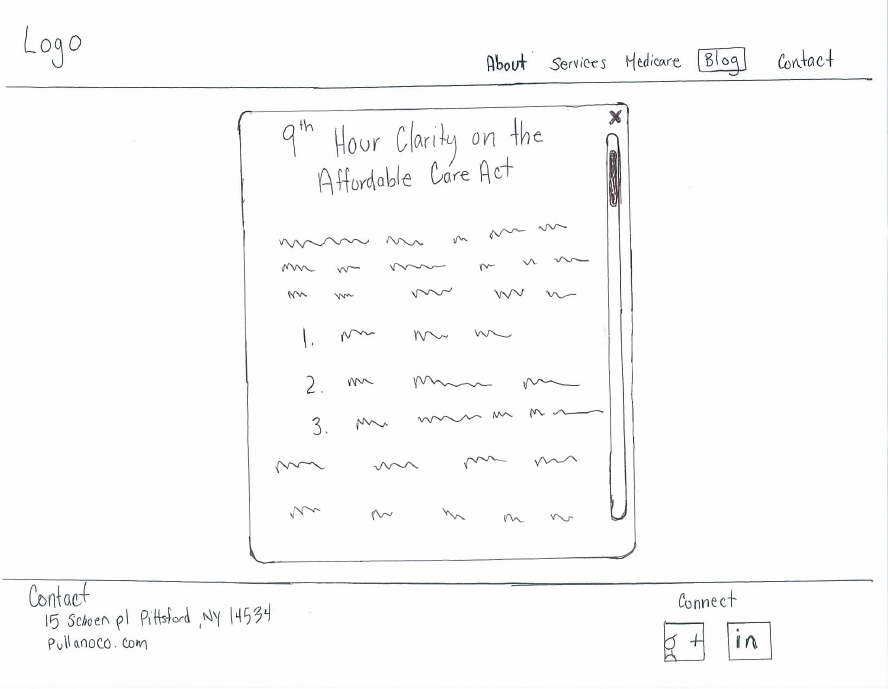 Logo
About Services Medicare Blog Contact
x
9th Hour Clarity on the
Affordable Care Act
1.
2.
3.
Contact
15 Schoen pl Pittsford, NY 14534
Pullanoco.com
Connect
g+ in